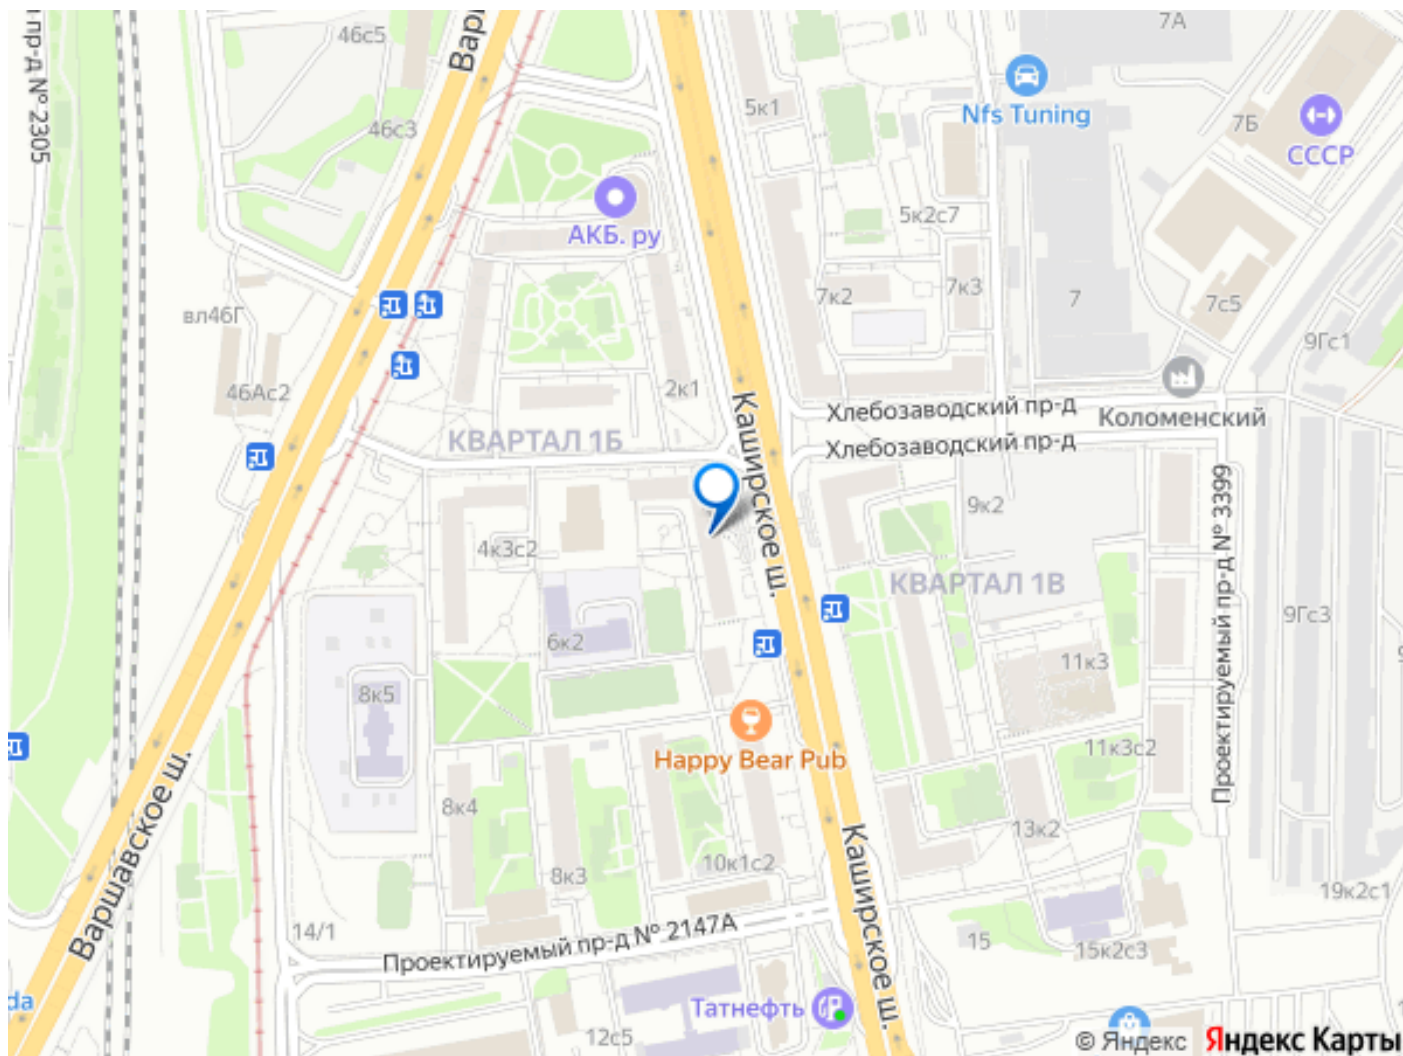 46с5
Варшавское
7А
пр-д № 2305
5к1
Nfs Tuning
7Б
СССР
46с3
АКБ. ру
5к2с7
7к2
7к3
7
7с5
вл46Г
46Ас2
9Гс1
2к1
Каширское ш.
Хлебозаводский пр-д
Коломенский
Хлебозаводский пр-д
КВАРТАЛ 1Б
Проектируемый пр-д № 3399
9к2
4к3с2
КВАРТАЛ 1В
9Гс3
6к2
11к3
8к5
11к3с2
Happy Bear Pub
Варшавское ш.
8к4
13к2
Каширское ш.
10к1с2
8к3
19к2с1
14/1
Проектируемый пр-д № 2147А
15
15к2с3
da
Татнефть
12с5
© Яндекс Яндекс Карты